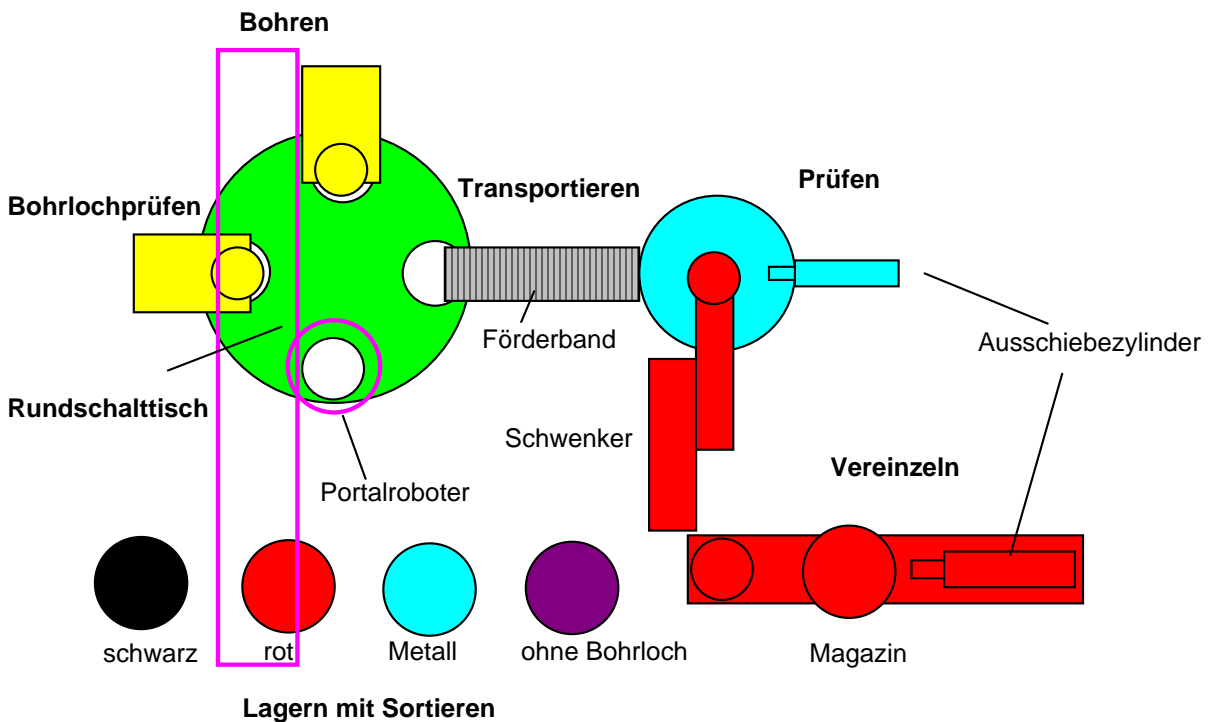 Bohren
Bohrlochprüfen
Transportieren
Prüfen
Förderband
Ausschiebezylinder
Rundschalttisch
Schwenker
Vereinzeln
Portalroboter
schwarz
rot
Metall
ohne Bohrloch
Magazin
Lagern mit Sortieren